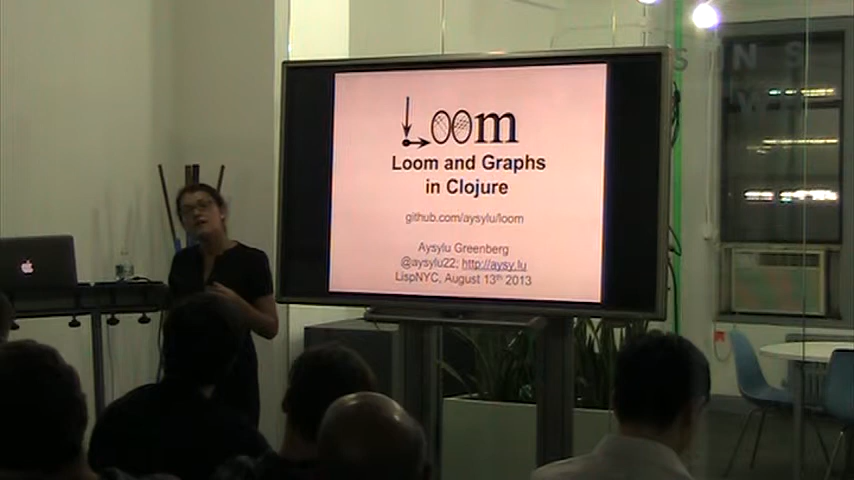 Loom
Loom and Graphs
in Clojure
github.com/aysylu/loom
Aysylu Greenberg
@aysylu22; http://aysy.lu
LispNYC, August 13th 2013